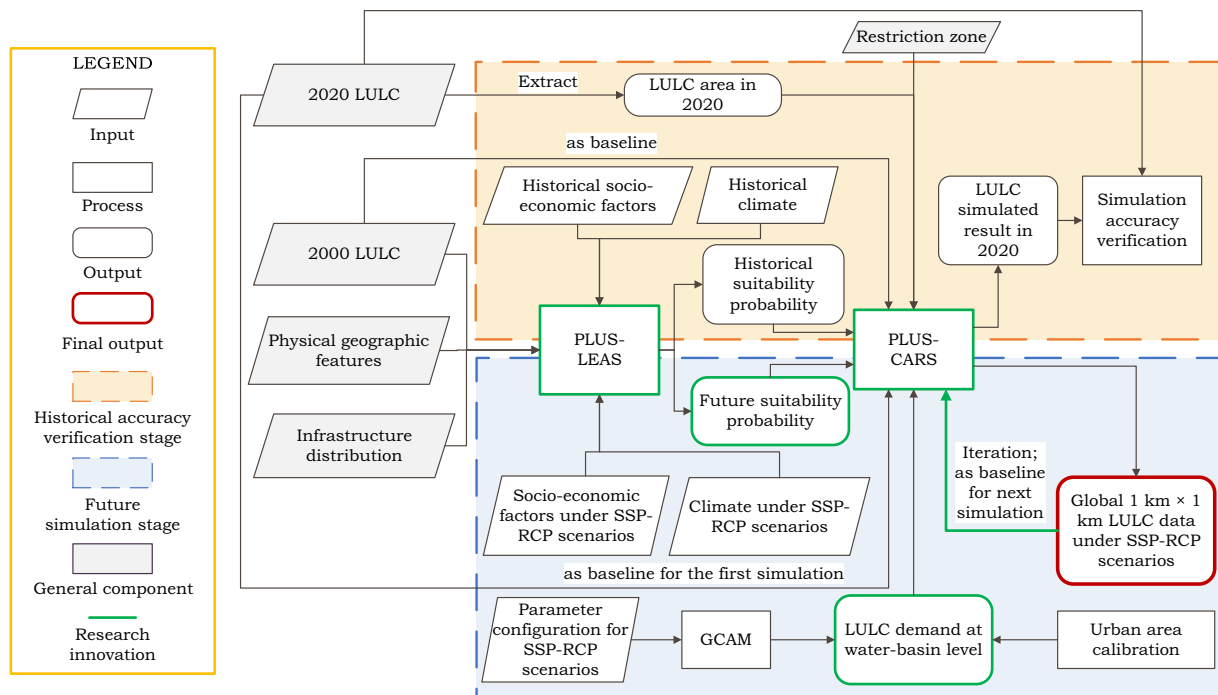 LEGEND
Input
Process
Output
Final output
Historical accuracy
verification stage
Future
simulation stage
General component
Research
innovation
Restriction zone
2020 LULC
Extract
LULC area in
2020
as baseline
Historical socio-
economic factors
Historical
climate
LULC
simulated
result in
2020
Simulation
accuracy
verification
2000 LULC
Historical
suitability
probability
Physical geographic
features
PLUS-
LEAS
PLUS-
CARS
Future suitability
probability
Infrastructure
distribution
Iteration;
as baseline
for next
simulation
Socio-economic
factors under SSP-
RCP scenarios
Climate under SSP-
RCP scenarios
Global 1 km × 1
km LULC data
under SSP-RCP
scenarios
as baseline for the first simulation
Parameter
configuration for
SSP-RCP
scenarios
GCAM
LULC demand at
water-basin level
Urban area
calibration